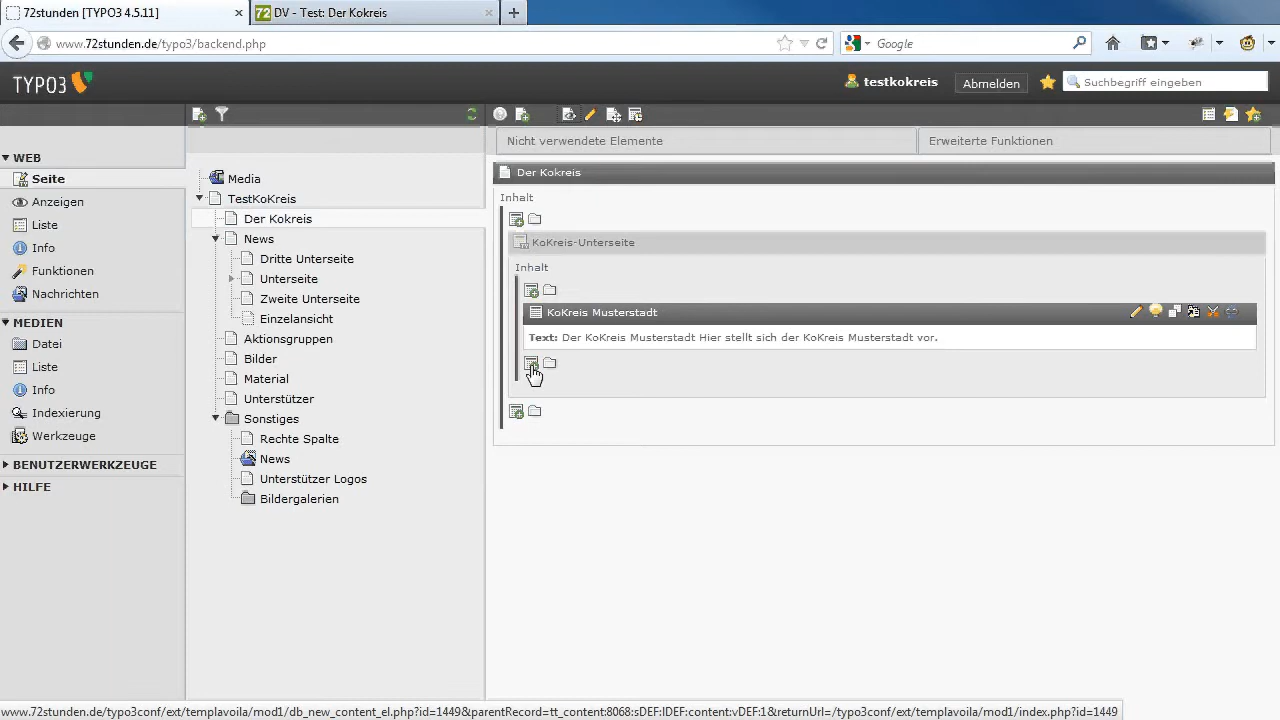 72stunden [TYPO3 4.5.11]
72 DV - Test: Der Kokreis
www.72stunden.de/typo3/backend.php
Google
TYPO3
testkokreis
Abmelden
Suchbegriff eingeben
WEB
Seite
Anzeigen
Liste
Info
Funktionen
Nachrichten
MEDIEN
Datei
Liste
Info
Indexierung
Werkzeuge
BENUTZERWERKZEUGE
HILFE
Media
TestKoKreis
Der Kokreis
News
Dritte Unterseite
Unterseite
Zweite Unterseite
Einzelansicht
Aktionsgruppen
Bilder
Material
Unterstützer
Sonstiges
Rechte Spalte
News
Unterstützer Logos
Bildergalerien
Nicht verwendete Elemente
Erweiterte Funktionen
Der Kokreis
Inhalt
KoKreis-Unterseite
Inhalt
KoKreis Musterstadt
Text: Der KoKreis Musterstadt Hier stellt sich der KoKreis Musterstadt vor.
www.72stunden.de/typo3conf/ext/templavoila/mod1/db_new_content_el.php?id=1449&parentRecord=tt_content:8068:sDEF:lDEF:content:vDEF:1&returnUrl=/typo3conf/ext/templavoila/mod1/index.php?id=1449